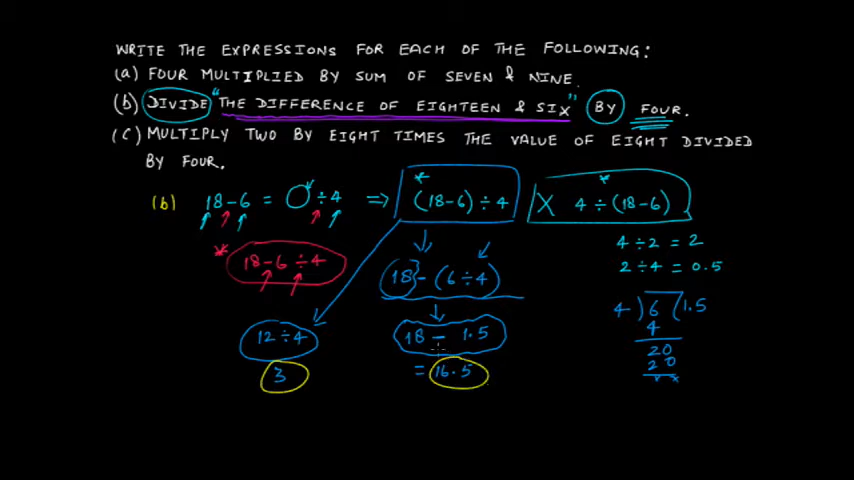 WRITE THE EXPRESSIONS FOR EACH OF THE FOLLOWING:
(a) FOUR MULTIPLIED BY SUM OF SEVEN & NINE.
(b) DIVIDE "THE DIFFERENCE OF EIGHTEEN & SIX" BY FOUR.
(c) MULTIPLY TWO BY EIGHT TIMES THE VALUE OF EIGHT DIVIDED
BY FOUR.
(b) 18-6 = ○ ÷4 ⇒ (18-6) ÷ 4 X 4 ÷ (18-6)
* 18-6 ÷4
18 - (6 ÷ 4)
12 ÷ 4
3
18 - 1.5
= 16.5
4 ÷ 2 = 2
2 ÷ 4 = 0.5
4 ) 6 ( 1.5
4
20
20
x x